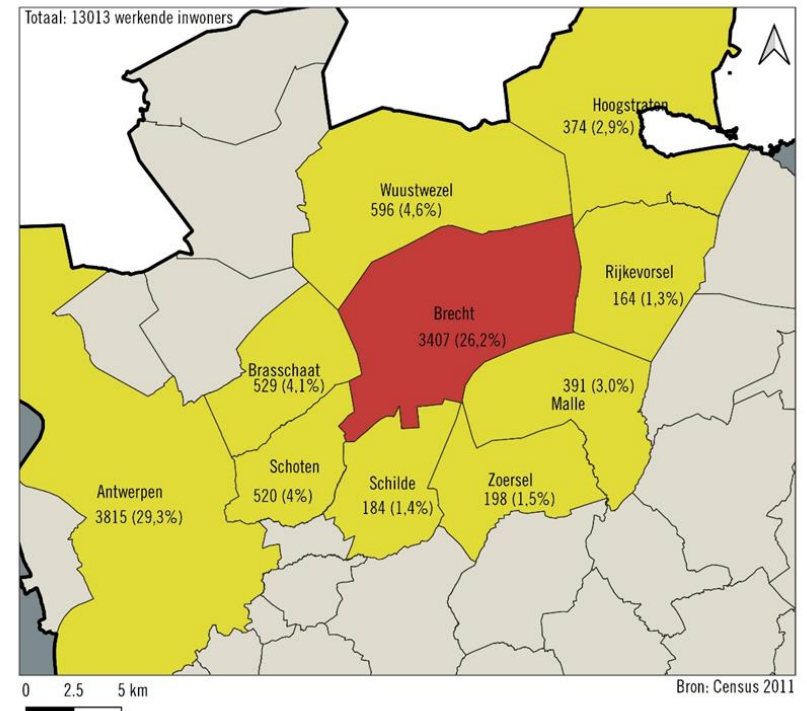 Totaal: 13013 werkende inwoners
Hoogstraten
374 (2,9%)
Wuustwezel
596 (4,6%)
Rijkevorsel
164 (1,3%)
Brecht
3407 (26,2%)
Brasschaat
529 (4,1%)
391 (3,0%)
Malle
Schoten
520 (4%)
Schilde
184 (1,4%)
Zoersel
198 (1,5%)
Antwerpen
3815 (29,3%)
0 2.5 5 km
Bron: Census 2011